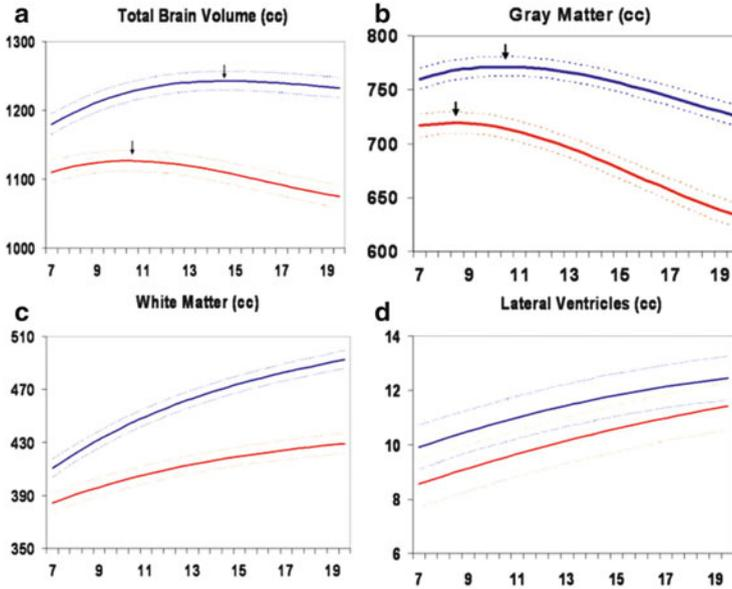 a
Total Brain Volume (cc)
1300
1200
1100
1000
7 9 11 13 15 17 19
b
Gray Matter (cc)
800
750
700
650
600
7 9 11 13 15 17 19
c
White Matter (cc)
510
470
430
390
350
7 9 11 13 15 17 19
d
Lateral Ventricles (cc)
14
12
10
8
6
7 9 11 13 15 17 19